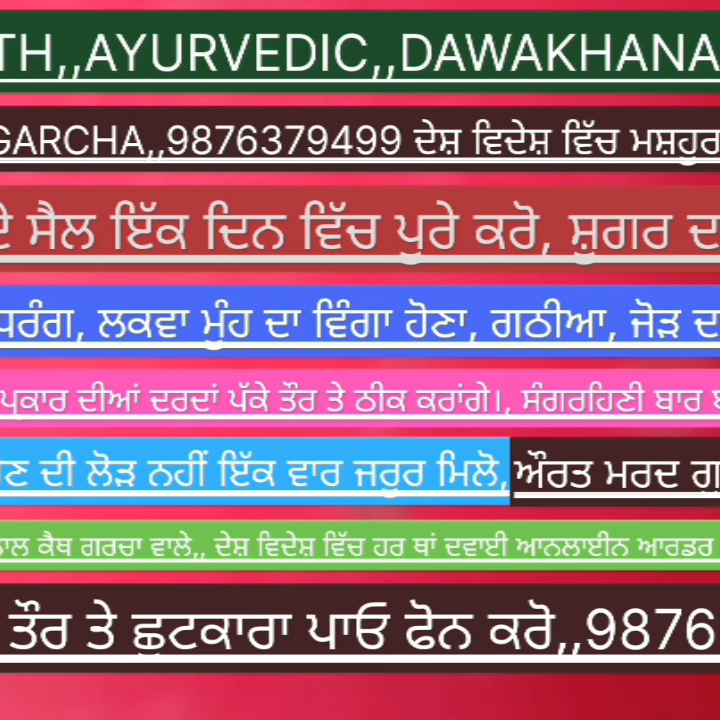 TH,,AYURVEDIC,,DAWAKHANA
GARCHA,,9876379499 ਦੇਸ਼ ਵਿਦੇਸ਼ ਵਿੱਚ ਮਸ਼ਹੂਰ
ਏ ਸੈਲ ਇੱਕ ਦਿਨ ਵਿੱਚ ਪੂਰੇ ਕਰੋ, ਸ਼ੂਗਰ ਦ
ਧਰੰਗ, ਲਕਵਾ ਮੂੰਹ ਦਾ ਵਿੰਗਾ ਹੋਣਾ, ਗਠੀਆ, ਜੋੜ ਦ
ਪ੍ਰਕਾਰ ਦੀਆਂ ਦਰਦਾਂ ਪੱਕੇ ਤੌਰ ਤੇ ਠੀਕ ਕਰਾਂਗੇ।, ਸੰਗਰਹਿਣੀ ਬਾਰ
ਣ ਦੀ ਲੋੜ ਨਹੀਂ ਇੱਕ ਵਾਰ ਜਰੂਰ ਮਿਲੋ, ਔਰਤ ਮਰਦ ਗੁ
ਨਾਲ ਕੈਥ ਗਰਚਾ ਵਾਲੇ,, ਦੇਸ਼ ਵਿਦੇਸ਼ ਵਿੱਚ ਹਰ ਥਾਂ ਦਵਾਈ ਆਨਲਾਈਨ ਆਰਡਰ
ਤੌਰ ਤੇ ਛੁਟਕਾਰਾ ਪਾਓ ਫੋਨ ਕਰੋ,,9876